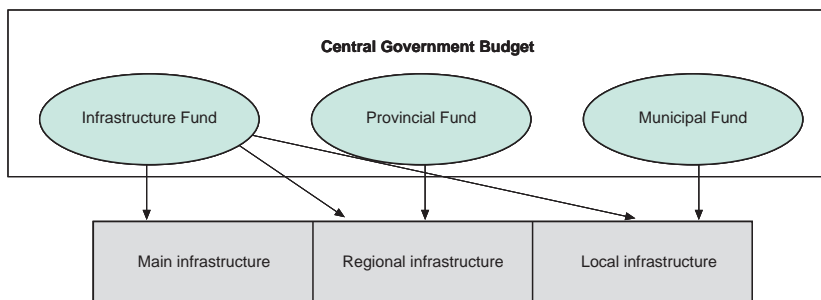 Central Government Budget
Infrastructure Fund
Provincial Fund
Municipal Fund
Main infrastructure
Regional infrastructure
Local infrastructure